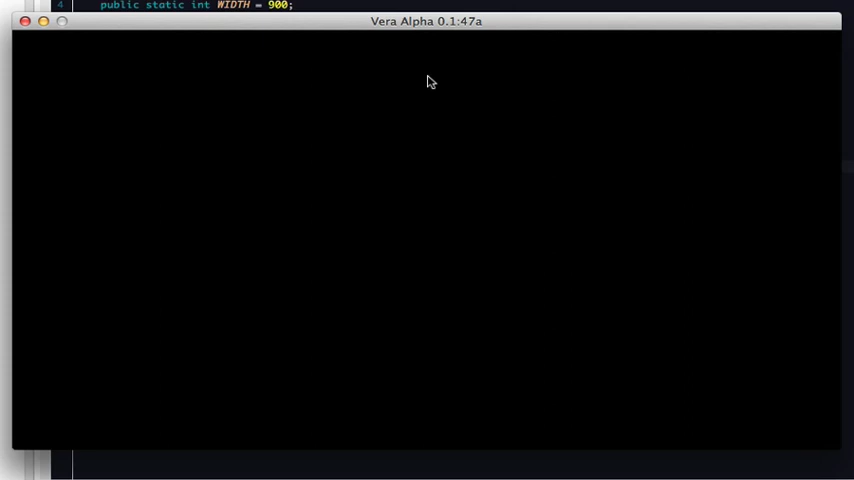 4 public static int WIDTH = 900;
Vera Alpha 0.1:47a